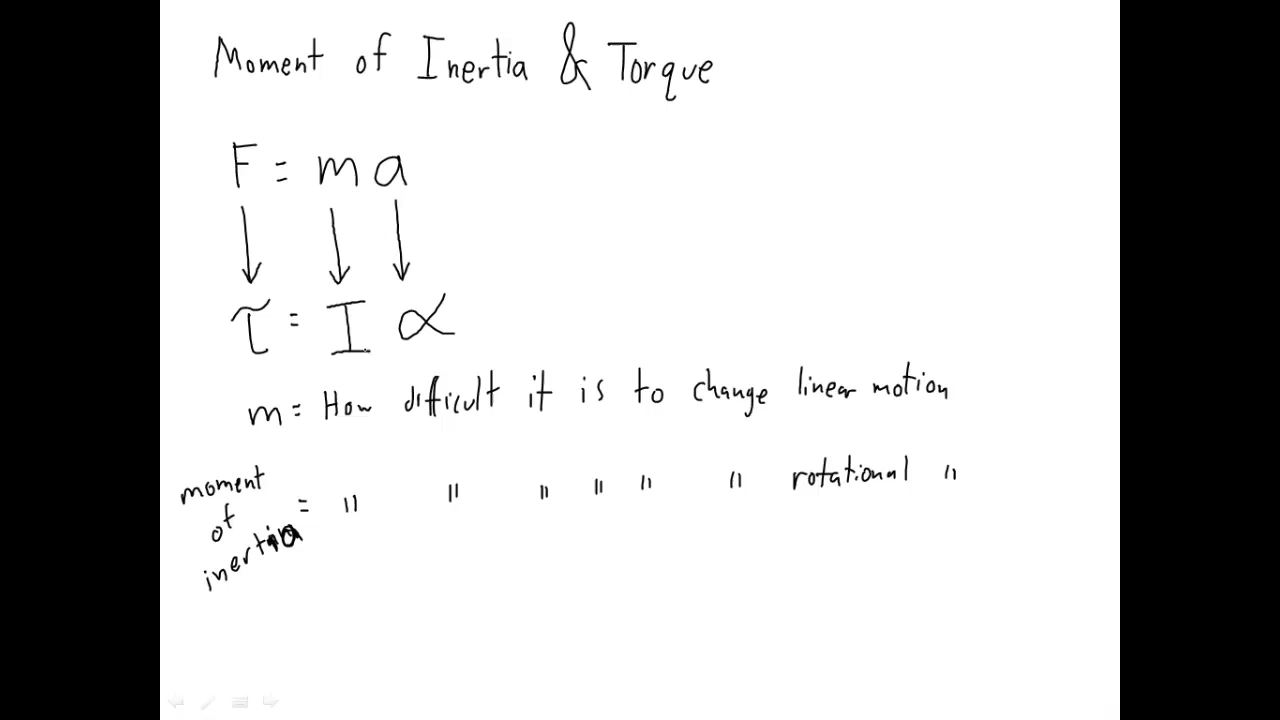 Moment of Inertia & Torque
F = m a
τ = I α
m = How difficult it is to change linear motion
moment of inertia = " " " " " " rotational "